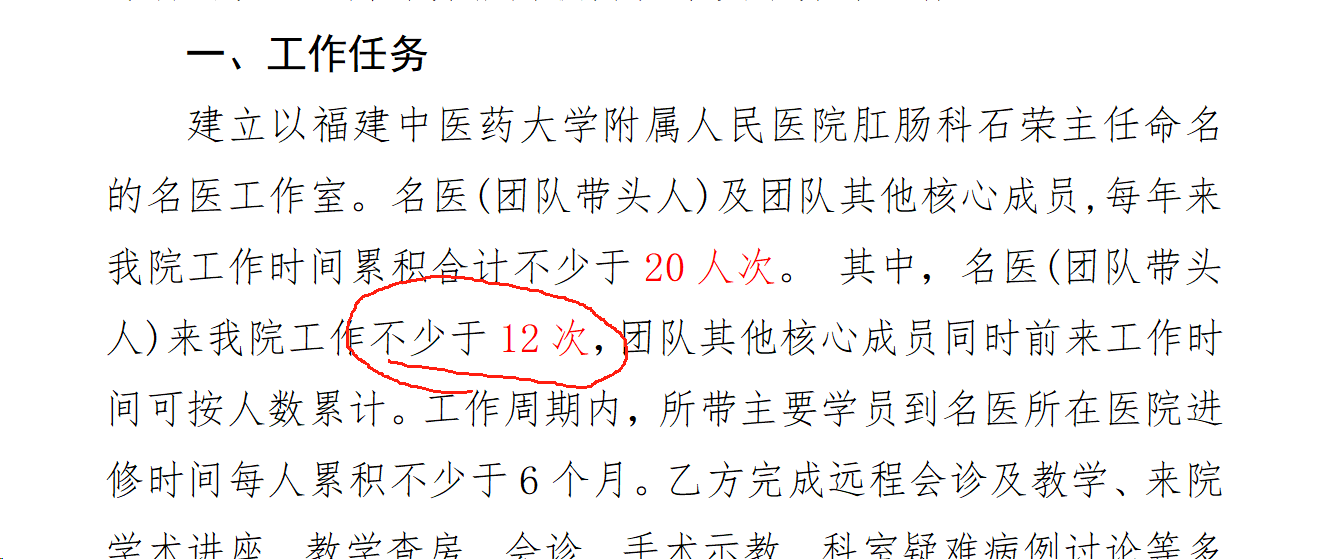 一、工作任务
建立以福建中医药大学附属人民医院肛肠科石荣主任命名
的名医工作室。名医(团队带头人)及团队其他核心成员,每年来
我院工作时间累积合计不少于 20 人次。 其中，名医(团队带头
人)来我院工作不少于 12 次，团队其他核心成员同时前来工作时
间可按人数累计。工作周期内，所带主要学员到名医所在医院进
修时间每人累积不少于 6 个月。乙方完成远程会诊及教学、来院
学术讲座、教学查房、会诊、手术示教、科室疑难病例讨论等多